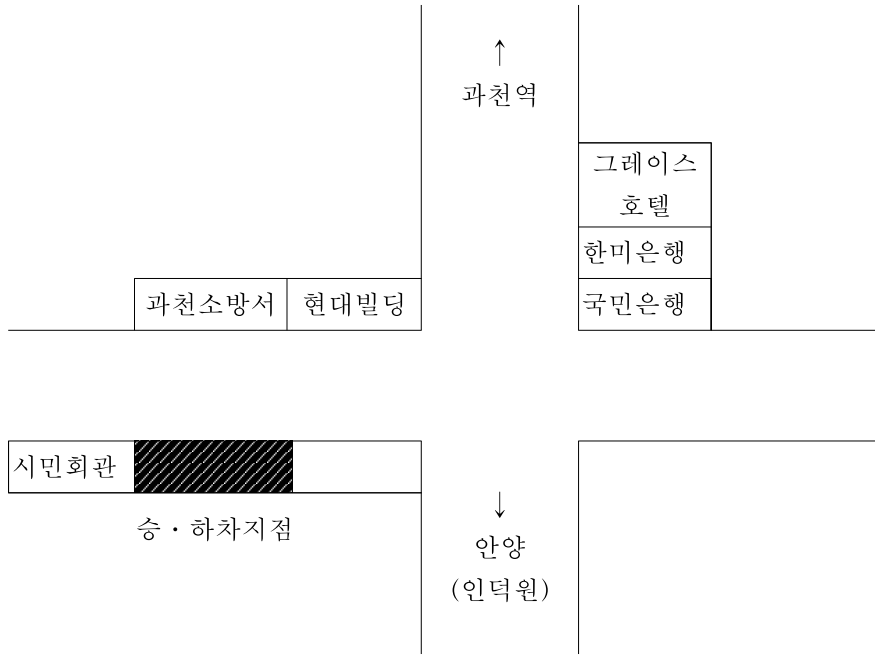 ↑
과천역
그레이스
호텔
한미은행
과천소방서 현대빌딩 국민은행
시민회관
승 · 하차지점
↓
안양
(인덕원)